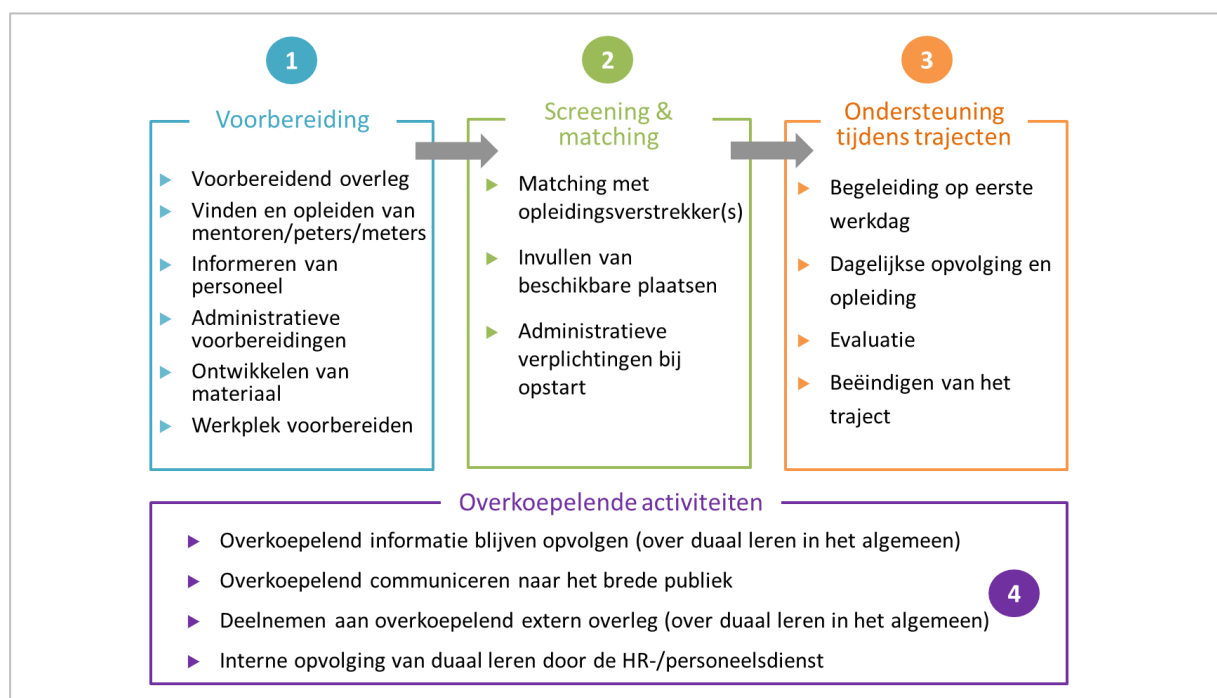 1
Voorbereiding
Voorbereidend overleg
Vinden en opleiden van
mentoren/peters/meters
Informeren van
personeel
Administratieve
voorbereidingen
Ontwikkelen van
materiaal
Werkplek voorbereiden
2
Screening &
matching
Matching met
opleidingsverstrekker(s)
Invullen van
beschikbare plaatsen
Administratieve
verplichtingen bij
opstart
3
Ondersteuning
tijdens trajecten
Begeleiding op eerste
werkdag
Dagelijkse opvolging en
opleiding
Evaluatie
Beëindigen van het
traject
Overkoepelende activiteiten
Overkoepelend informatie blijven opvolgen (over duaal leren in het algemeen)
Overkoepelend communiceren naar het brede publiek
Deelnemen aan overkoepelend extern overleg (over duaal leren in het algemeen)
Interne opvolging van duaal leren door de HR-/personeelsdienst
4